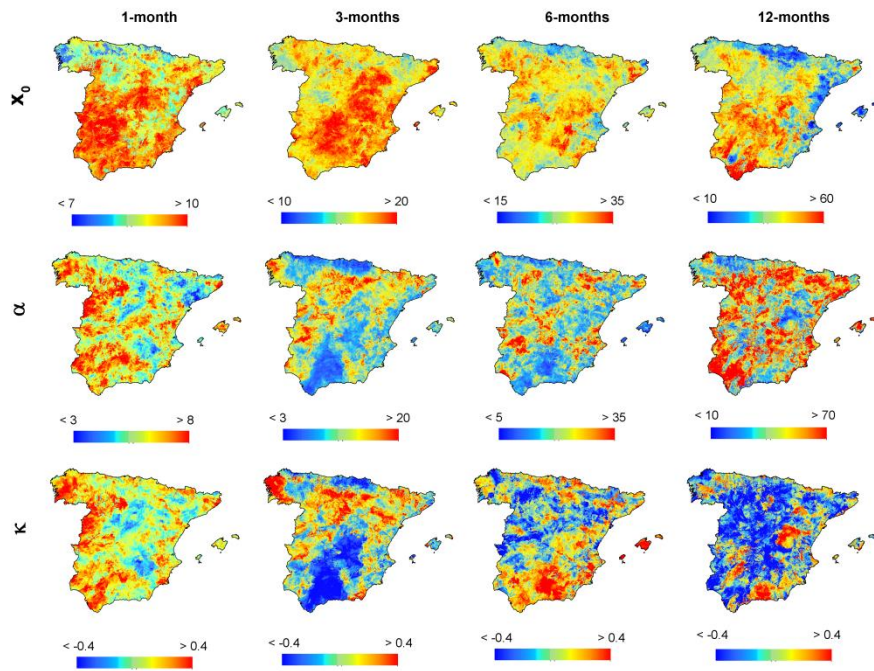 1-month 3-months 6-months 12-months
x₀
< 7 > 10 < 10 > 20 < 15 > 35 < 10 > 60
α
< 3 > 8 < 3 > 20 < 5 > 35 < 10 > 70
κ
< -0.4 > 0.4 < -0.4 > 0.4 < -0.4 > 0.4 < -0.4 > 0.4